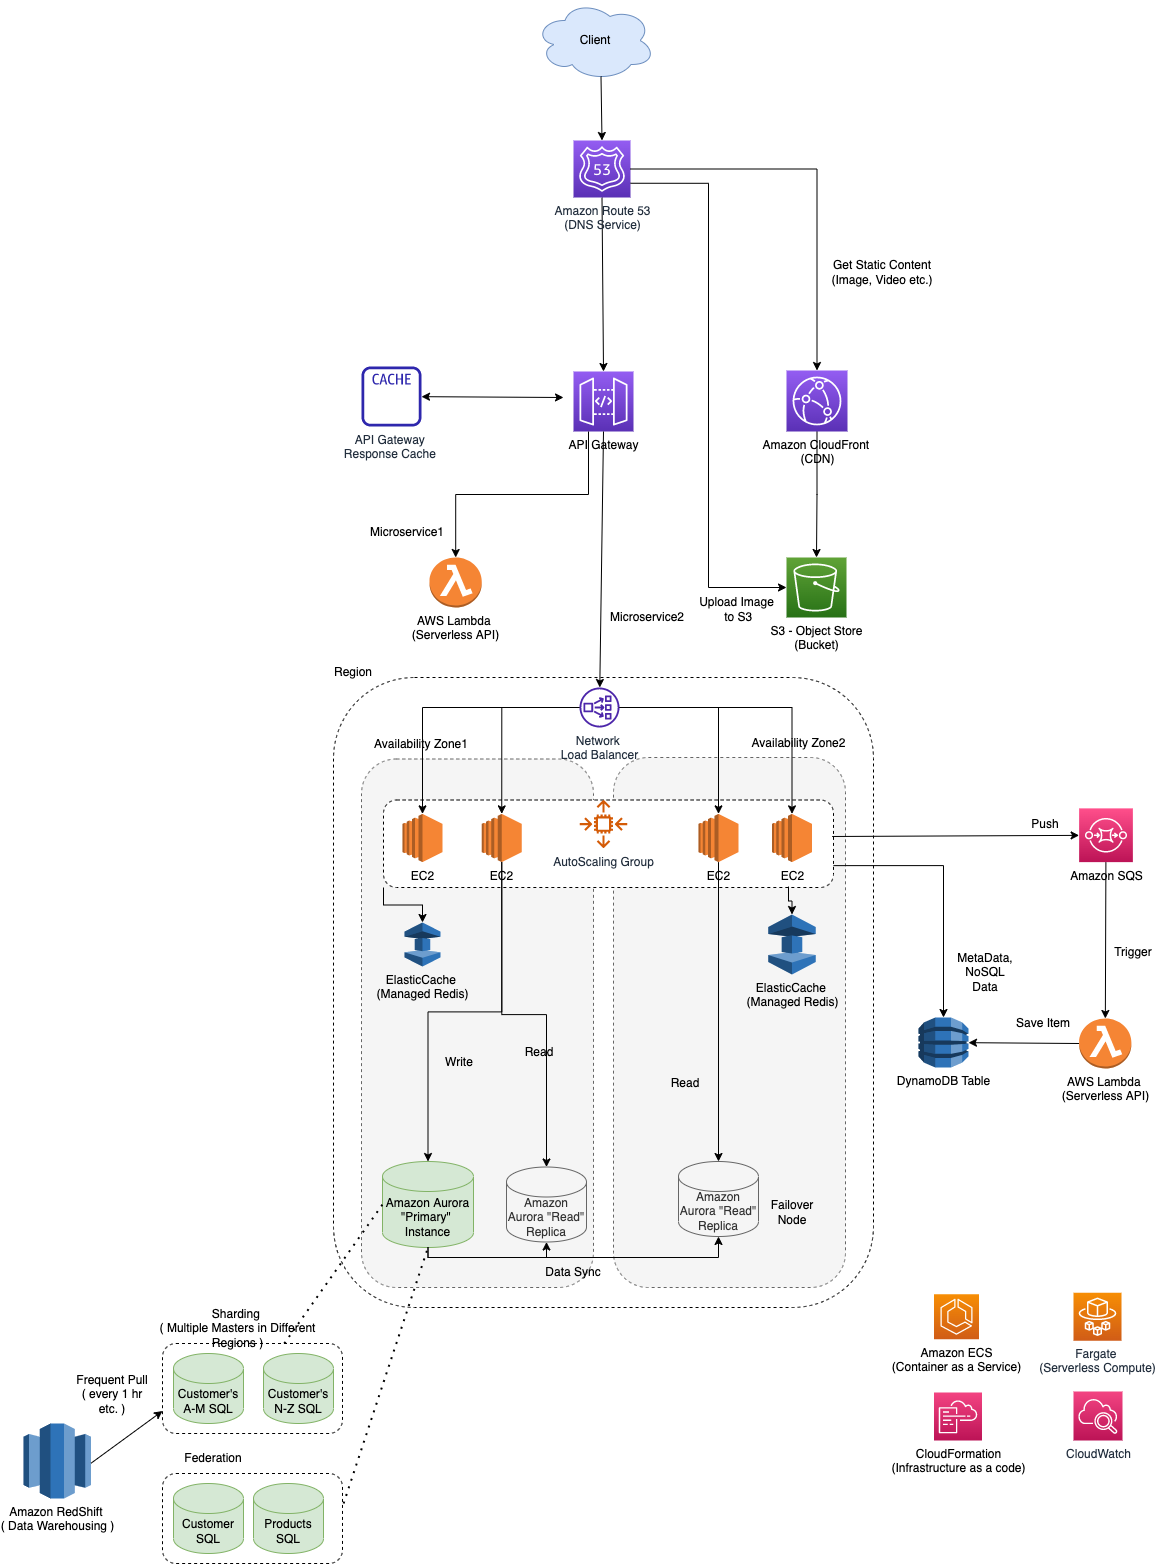 Client
53
Amazon Route 53
(DNS Service)
Get Static Content
(Image, Video etc.)
CACHE
API Gateway
Response Cache
</>
API Gateway
Amazon CloudFront
(CDN)
Microservice1
AWS Lambda
(Serverless API)
Microservice2
Upload Image
to S3
S3 - Object Store
(Bucket)
Region
Network
Load Balancer
Availability Zone1
Availability Zone2
EC2
EC2
AutoScaling Group
EC2
EC2
Push
Amazon SQS
ElasticCache
(Managed Redis)
ElasticCache
(Managed Redis)
MetaData,
NoSQL
Data
Trigger
Save Item
DynamoDB Table
AWS Lambda
(Serverless API)
Write
Read
Read
Amazon Aurora
"Primary"
Instance
Amazon
Aurora "Read"
Replica
Amazon
Aurora "Read"
Replica
Failover
Node
Data Sync
Sharding
( Multiple Masters in Different
Regions )
Customer's
A-M SQL
Customer's
N-Z SQL
Frequent Pull
( every 1 hr
etc. )
Amazon RedShift
( Data Warehousing )
Federation
Customer
SQL
Products
SQL
Amazon ECS
(Container as a Service)
Fargate
(Serverless Compute)
CloudFormation
(Infrastructure as a code)
CloudWatch